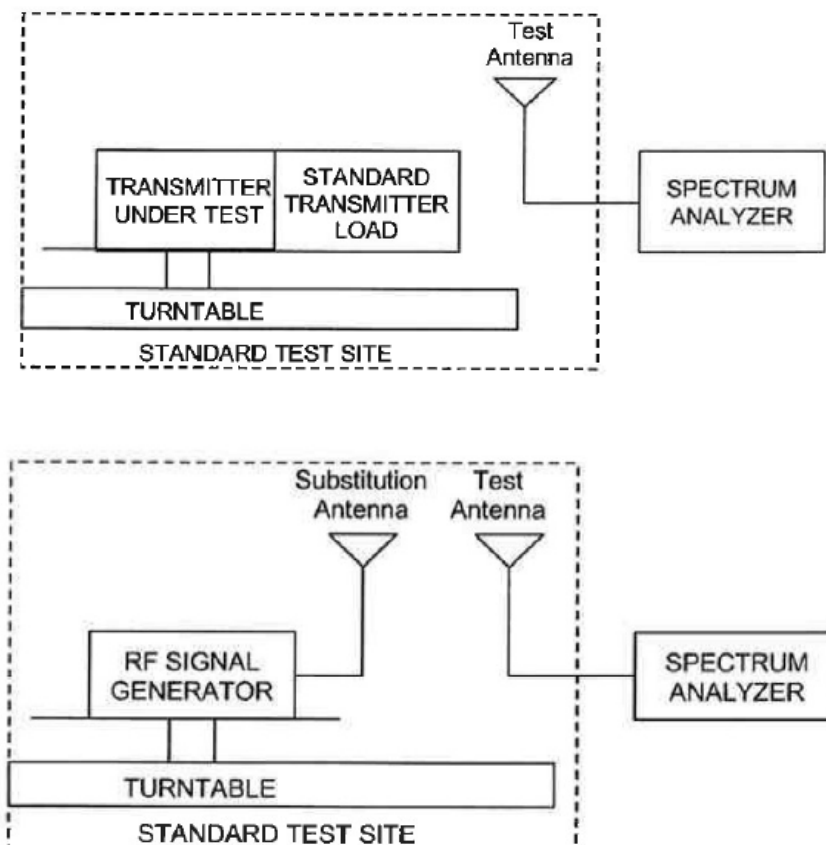 Test
Antenna
TRANSMITTER
UNDER TEST
STANDARD
TRANSMITTER
LOAD
SPECTRUM
ANALYZER
TURNTABLE
STANDARD TEST SITE
Substitution
Antenna
Test
Antenna
RF SIGNAL
GENERATOR
SPECTRUM
ANALYZER
TURNTABLE
STANDARD TEST SITE